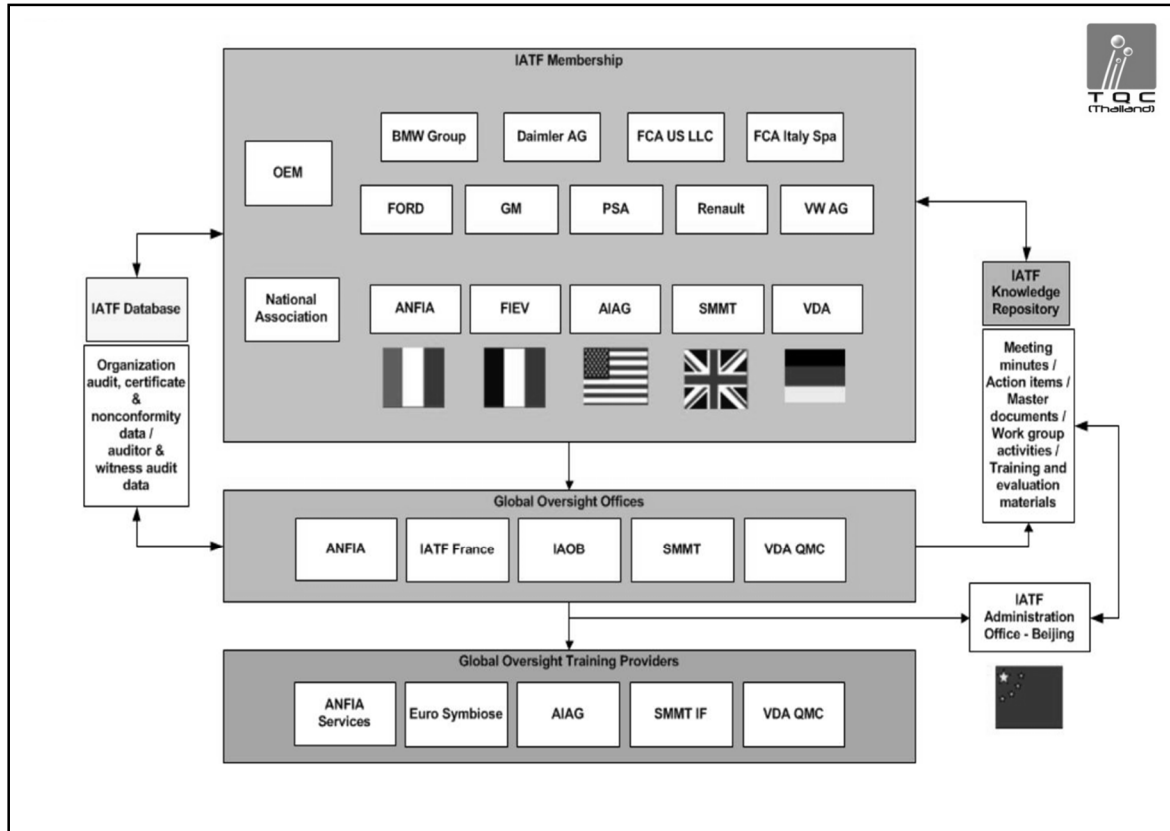 TQC
(Thailand)
IATF Membership
OEM
BMW Group
Daimler AG
FCA US LLC
FCA Italy Spa
FORD
GM
PSA
Renault
VW AG
National
Association
ANFIA
FIEV
AIAG
SMMT
VDA
IATF Database
Organization
audit, certificate
&
nonconformity
data /
auditor &
witness audit
data
IATF
Knowledge
Repository
Meeting
minutes /
Action items /
Master
documents /
Work group
activities /
Training and
evaluation
materials
Global Oversight Offices
ANFIA
IATF France
IAOB
SMMT
VDA QMC
IATF
Administration
Office - Beijing
Global Oversight Training Providers
ANFIA
Services
Euro Symbiose
AIAG
SMMT IF
VDA QMC